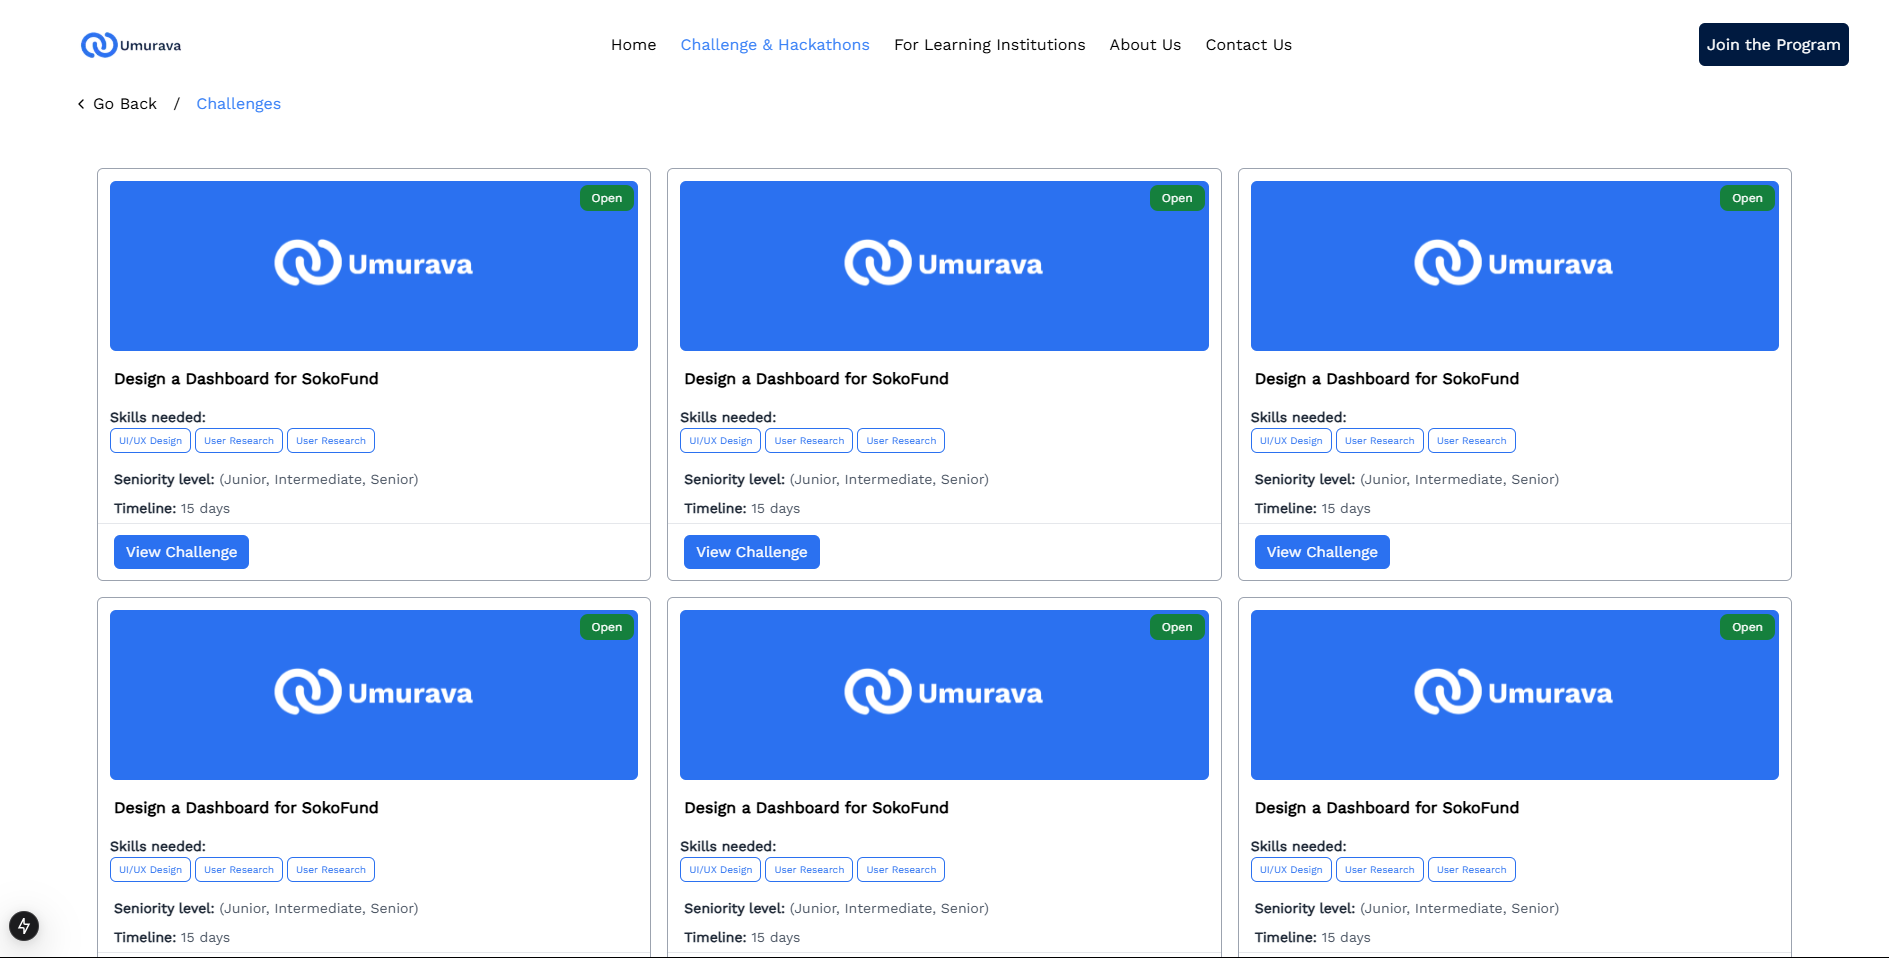 Umurava
Home Challenge & Hackathons For Learning Institutions About Us Contact Us
Join the Program
Go Back / Challenges
Open
Umurava
Design a Dashboard for SokoFund
Skills needed:
UI/UX Design User Research User Research
Seniority level: (Junior, Intermediate, Senior)
Timeline: 15 days
View Challenge
Open
Umurava
Design a Dashboard for SokoFund
Skills needed:
UI/UX Design User Research User Research
Seniority level: (Junior, Intermediate, Senior)
Timeline: 15 days
View Challenge
Open
Umurava
Design a Dashboard for SokoFund
Skills needed:
UI/UX Design User Research User Research
Seniority level: (Junior, Intermediate, Senior)
Timeline: 15 days
View Challenge
Open
Umurava
Design a Dashboard for SokoFund
Skills needed:
UI/UX Design User Research User Research
Seniority level: (Junior, Intermediate, Senior)
Timeline: 15 days
Open
Umurava
Design a Dashboard for SokoFund
Skills needed:
UI/UX Design User Research User Research
Seniority level: (Junior, Intermediate, Senior)
Timeline: 15 days
Open
Umurava
Design a Dashboard for SokoFund
Skills needed:
UI/UX Design User Research User Research
Seniority level: (Junior, Intermediate, Senior)
Timeline: 15 days